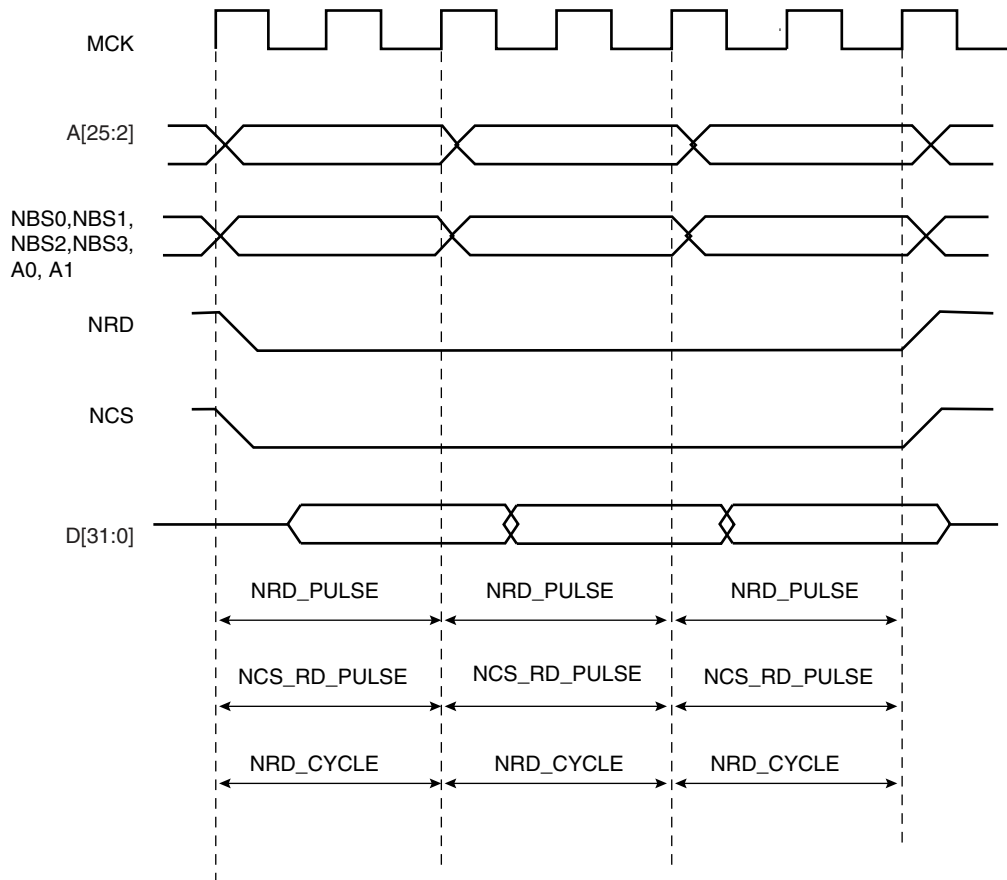 MCK
A[25:2]
NBS0,NBS1,
NBS2,NBS3,
A0, A1
NRD
NCS
D[31:0]
NRD_PULSE NRD_PULSE NRD_PULSE
NCS_RD_PULSE NCS_RD_PULSE NCS_RD_PULSE
NRD_CYCLE NRD_CYCLE NRD_CYCLE